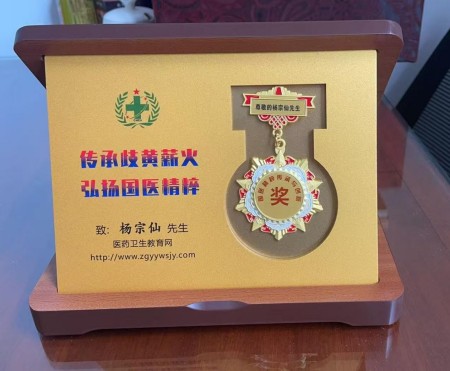 传承歧黄薪火
弘扬国医精粹
致：杨宗仙 先生
医药卫生教育网
http://www.zgyywsjy.com
尊敬的杨宗仙先生
奖